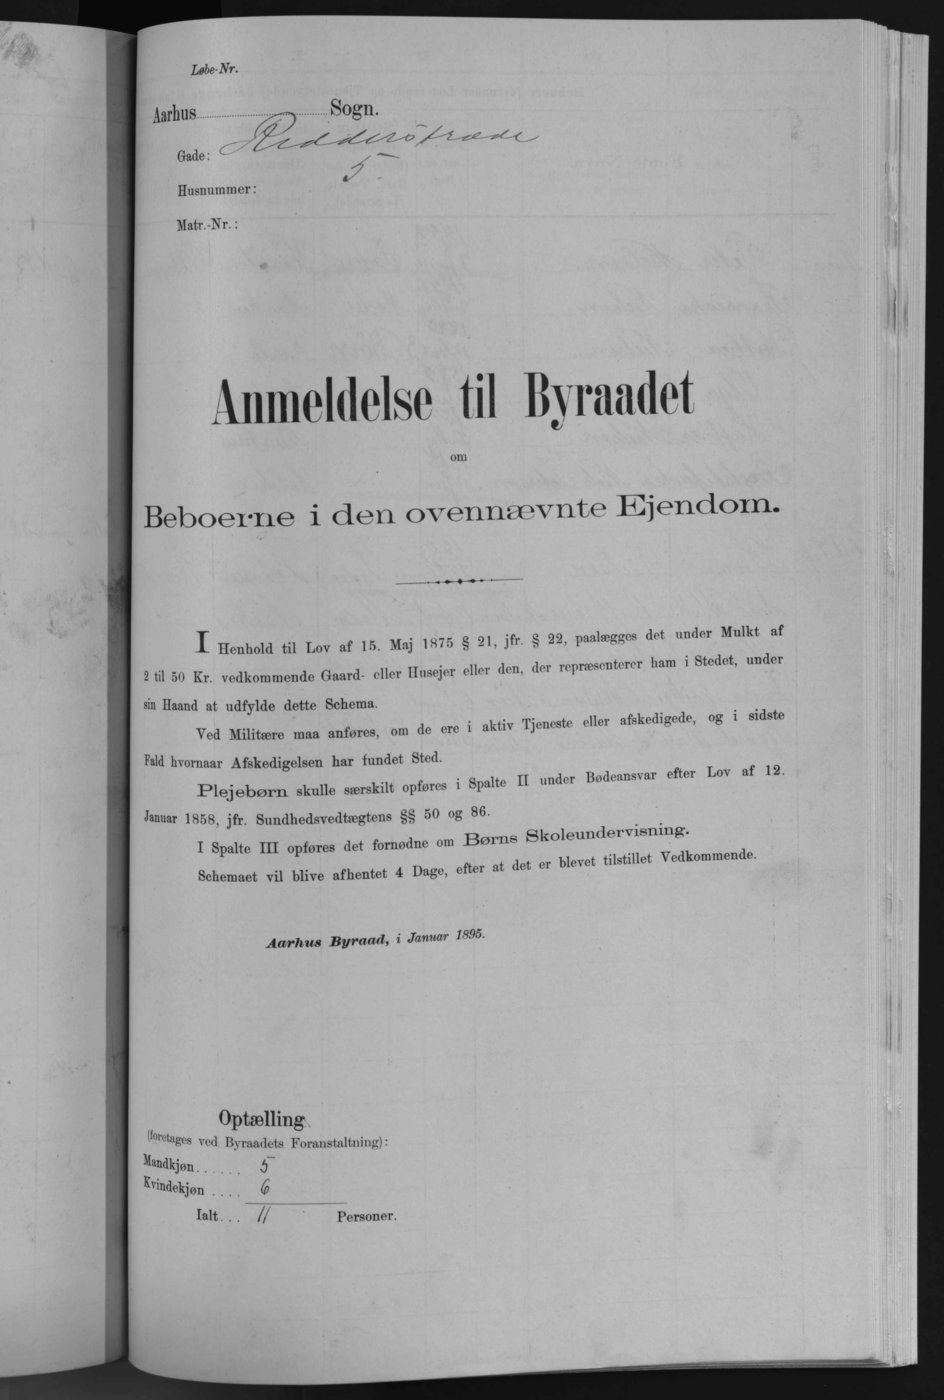 Løbe-Nr.
Aarhus Sogn.
Gade: Ridderstræde
Husnummer: 5.
Matr.-Nr.:
Anmeldelse til Byraadet
om
Beboerne i den ovennævnte Ejendom.
I Henhold til Lov af 15. Maj 1875 § 21, jfr. § 22, paalægges det under Mulkt af
2 til 50 Kr. vedkommende Gaard- eller Husejer eller den, der repræsenterer ham i Stedet, under
sin Haand at udfylde dette Schema.
Ved Militære maa anføres, om de ere i aktiv Tjeneste eller afskedigede, og i sidste
Fald hvornaar Afskedigelsen har fundet Sted.
Plejebørn skulle særskilt opføres i Spalte II under Bødeansvar efter Lov af 12.
Januar 1858, jfr. Sundhedsvedtægtens §§ 50 og 86.
I Spalte III opføres det fornødne om Børns Skoleundervisning.
Schemaet vil blive afhentet 4 Dage, efter at det er blevet tilstillet Vedkommende.
Aarhus Byraad, i Januar 1895.
Optælling
(foretages ved Byraadets Foranstaltning):
Mandkjøn...... 5
Kvindekjøn .... 6
Ialt... 11 Personer.